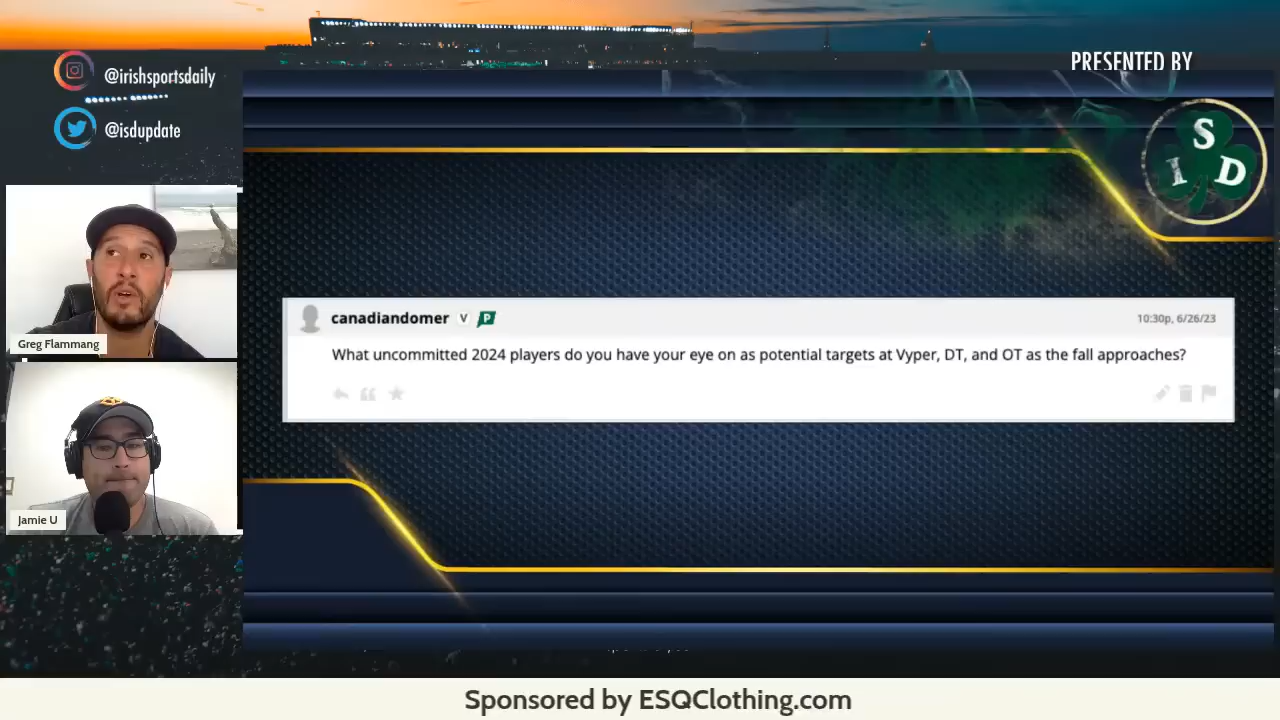 @irishsportsdaily
@isdupdate
PRESENTED BY
I S D
Greg Flammang
Jamie U
canadiandomer V P
10:30p, 6/26/23
What uncommitted 2024 players do you have your eye on as potential targets at Vyper, DT, and OT as the fall approaches?
Sponsored by ESQClothing.com